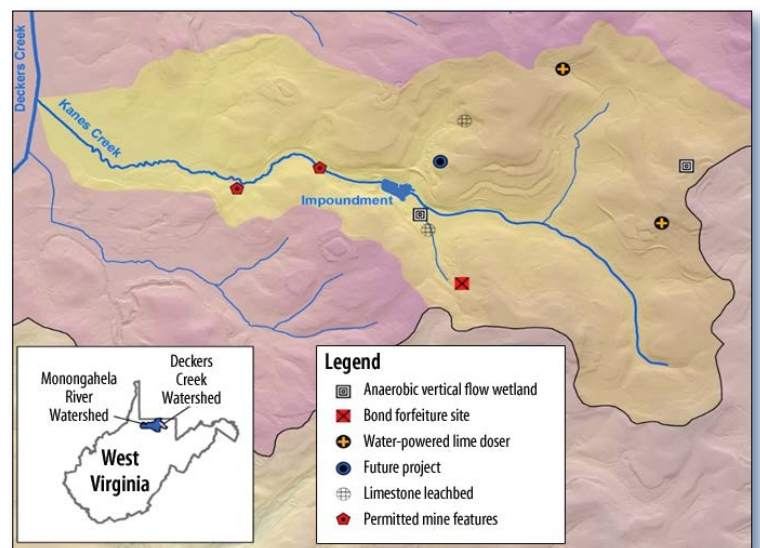 Deckers Creek
Kanes Creek
Impoundment
Monongahela
River
Watershed
Deckers
Creek
Watershed
West
Virginia
Legend
Anaerobic vertical flow wetland
Bond forfeiture site
Water-powered lime doser
Future project
Limestone leachbed
Permitted mine features